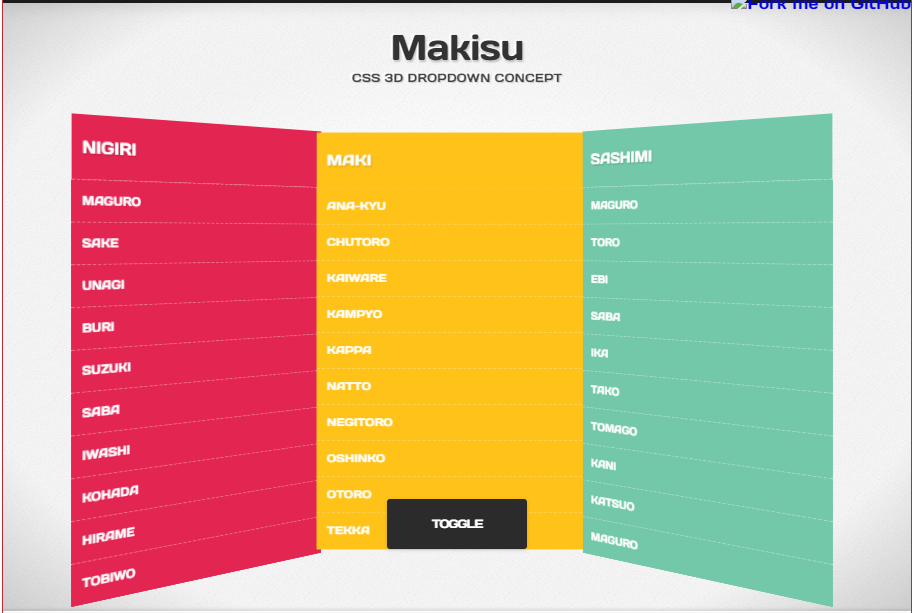 Fork me on GitHub
Makisu
CSS 3D DROPDOWN CONCEPT
NIGIRI
MAGURO
SAKE
UNAGI
BURI
SUZUKI
SABA
IWASHI
KOHADA
HIRAME
TOBIWO
MAKI
ANA-KYU
CHUTORO
KAIWARE
KAMPYO
KAPPA
NATTO
NEGITORO
OSHINKO
OTORO
TEKKA
TOGGLE
SASHIMI
MAGURO
TORO
EBI
SABA
IKA
TAKO
TOMAGO
KANI
KATSUO
MAGURO